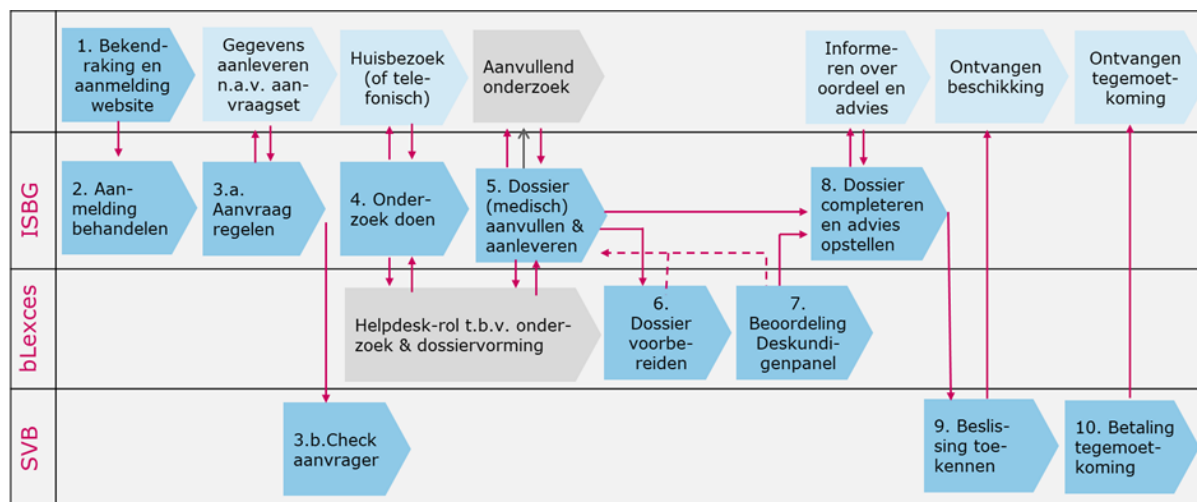 1. Bekend-
raking en
aanmelding
website
Gegevens
aanleveren
n.a.v. aan-
vraagset
Huisbezoek
(of tele-
fonisch)
Aanvullend
onderzoek
Informe-
ren over
oordeel en
advies
Ontvangen
beschikking
Ontvangen
tegemoet-
koming
ISBG
2. Aan-
melding
behandelen
3.a.
Aanvraag
regelen
4. Onder-
zoek doen
5. Dossier
(medisch)
aanvullen &
aanleveren
8. Dossier
completeren
en advies
opstellen
bLexces
Helpdesk-rol t.b.v. onder-
zoek & dossiervorming
6.
Dossier
voorbe-
reiden
7.
Beoordeling
Deskundi-
genpanel
SVB
3.b.Check
aanvrager
9. Beslis-
sing toe-
kennen
10. Betaling
tegemoet-
koming